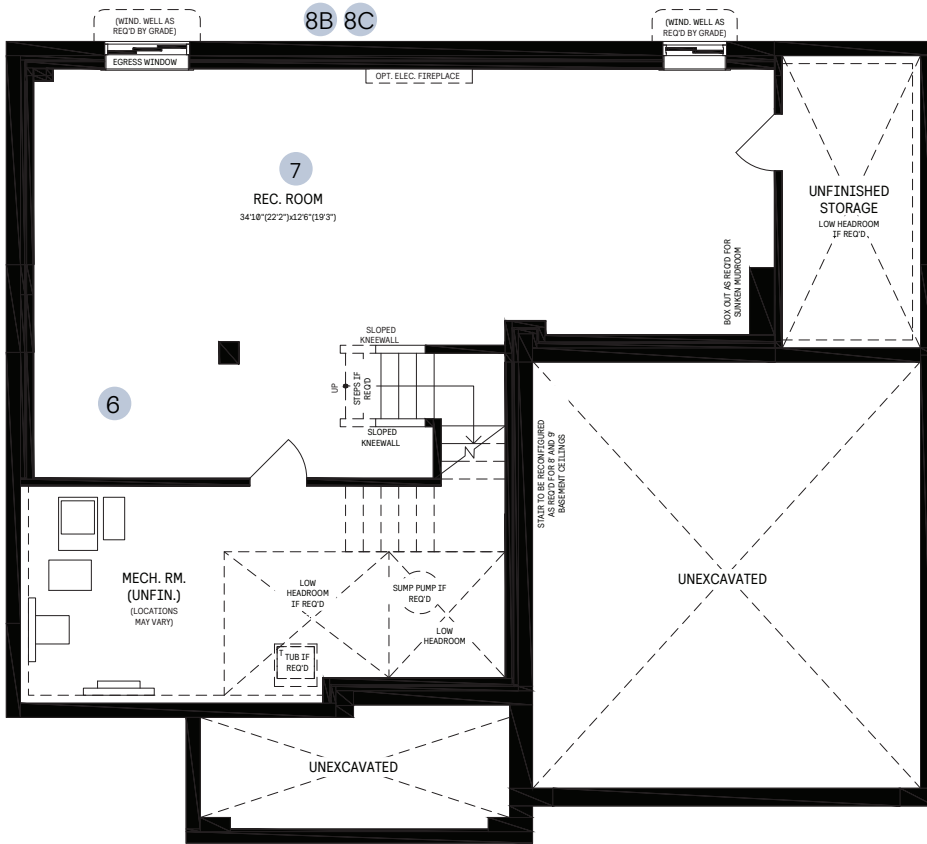 8B 8C
(WIND. WELL AS
REQ'D BY GRADE)
(WIND. WELL AS
REQ'D BY GRADE)
EGRESS WINDOW
OPT. ELEC. FIREPLACE
7
REC. ROOM
34'10"(22'2")x12'6"(19'3")
UNFINISHED
STORAGE
LOW HEADROOM
IF REQ'D
BOX OUT AS REQ'D FOR
SUNKEN MUDROOM
SLOPED
KNEEWALL
UP
STEPS IF
REQ'D
6
SLOPED
KNEEWALL
N
STAIR TO BE RECONFIGURED
AS REQ'D FOR 8' AND 9'
BASEMENT CEILINGS
MECH. RM.
(UNFIN.)
(LOCATIONS
MAY VARY)
LOW
HEADROOM
IF REQ'D
SUMP PUMP IF
REQ'D
LOW
HEADROOM
T
TUB IF
REQ'D
UNEXCAVATED
UNEXCAVATED